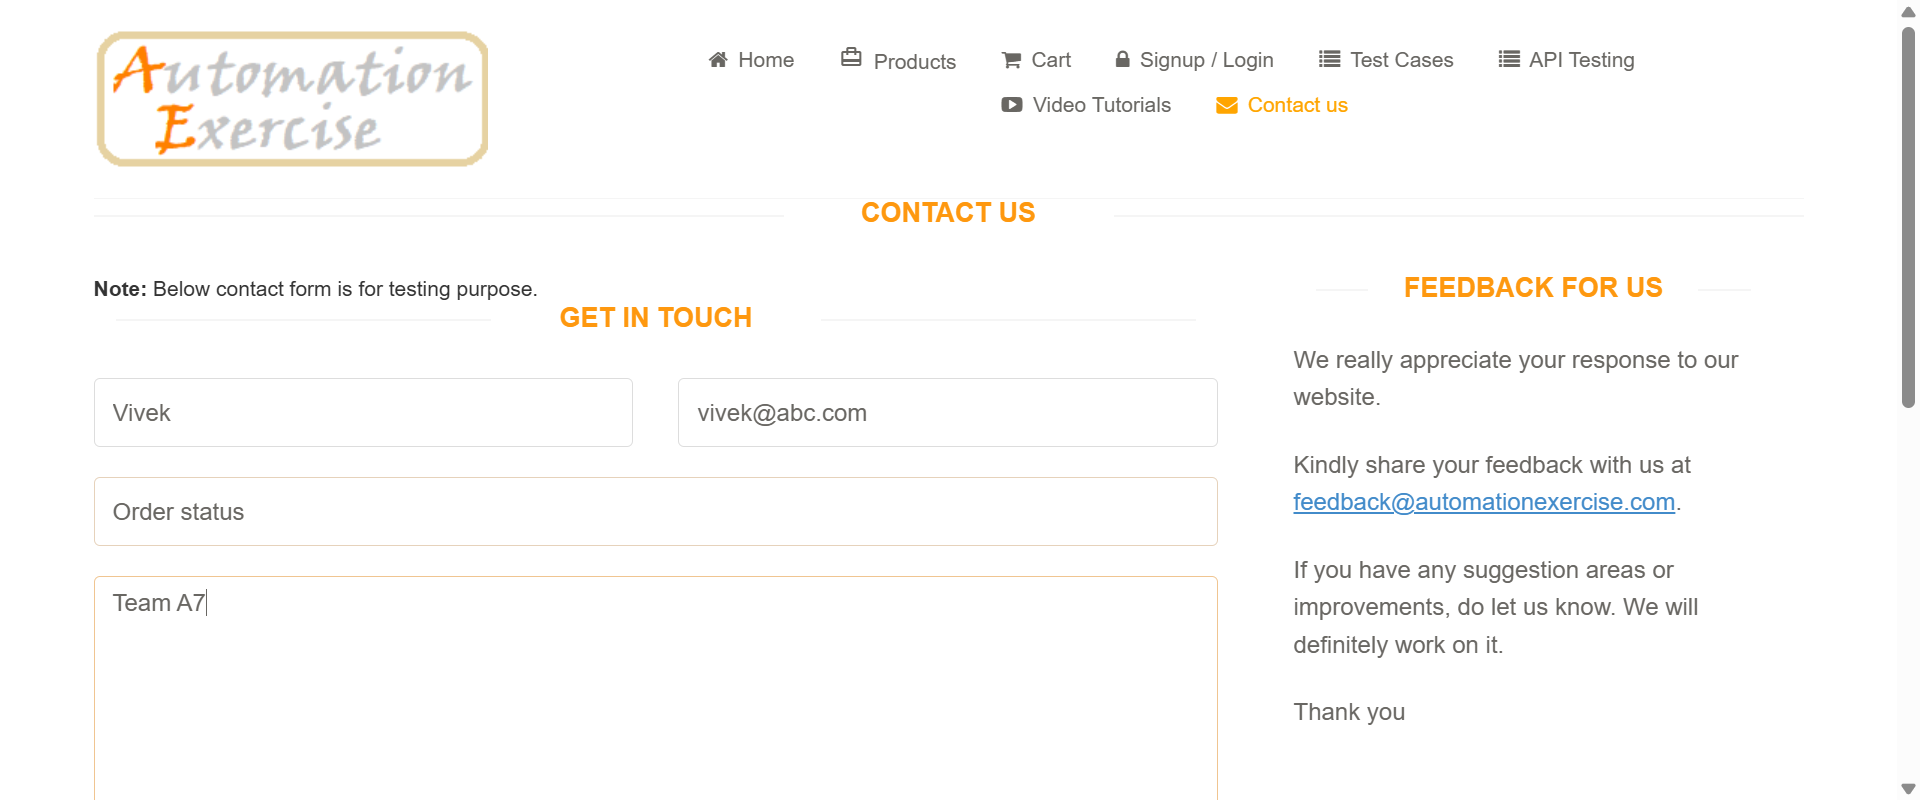 Automation
Exercise
Home
Products
Cart
Signup / Login
Test Cases
API Testing
Video Tutorials
Contact us
CONTACT US
Note: Below contact form is for testing purpose.
GET IN TOUCH
Vivek
vivek@abc.com
Order status
Team A7
FEEDBACK FOR US
We really appreciate your response to our
website.
Kindly share your feedback with us at
feedback@automationexercise.com.
If you have any suggestion areas or
improvements, do let us know. We will
definitely work on it.
Thank you